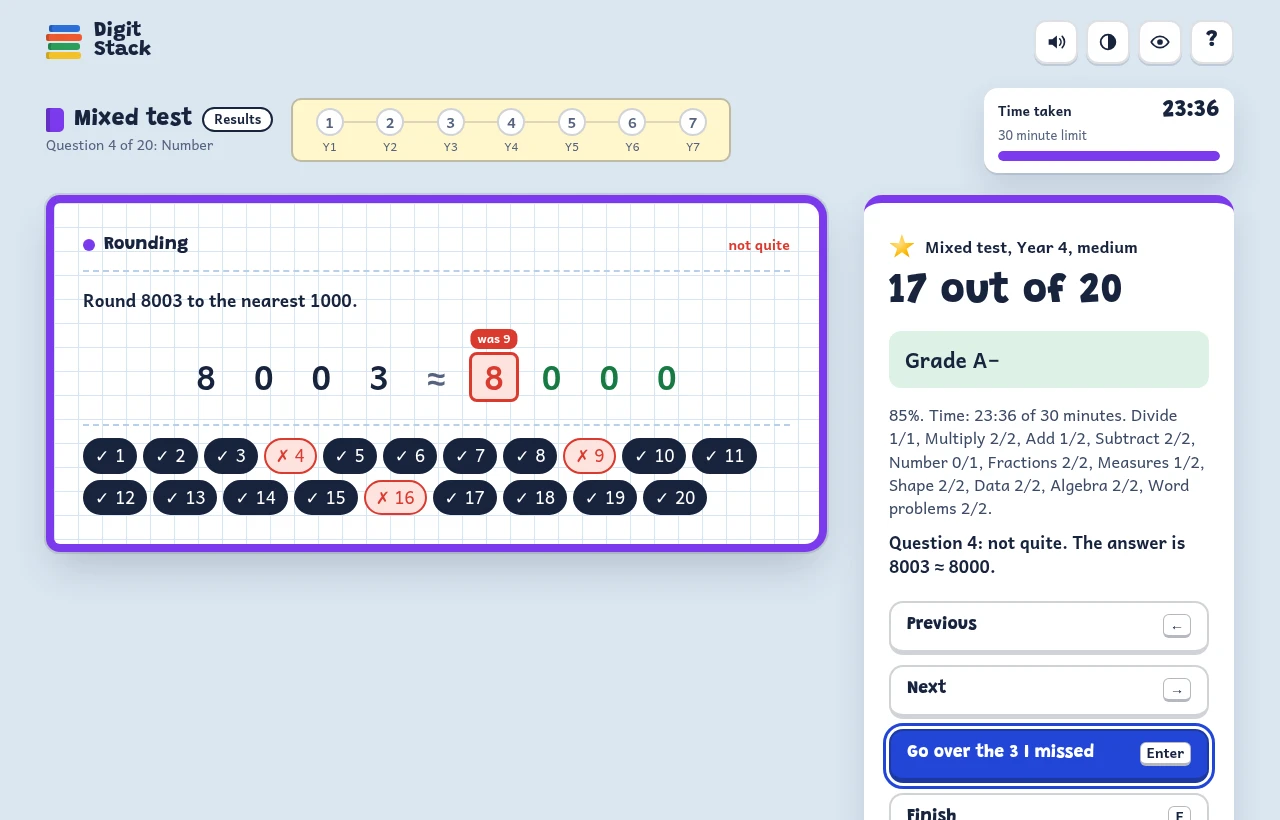 Digit
Stack
?
Mixed test
Results
Question 4 of 20: Number
1 2 3 4 5 6 7
Y1 Y2 Y3 Y4 Y5 Y6 Y7
Time taken 23:36
30 minute limit
Rounding
not quite
Round 8003 to the nearest 1000.
was 9
8 0 0 3 ≈ 8 0 0 0
✓ 1 ✓ 2 ✓ 3 ✗ 4 ✓ 5 ✓ 6 ✓ 7 ✓ 8 ✗ 9 ✓ 10 ✓ 11
✓ 12 ✓ 13 ✓ 14 ✓ 15 ✗ 16 ✓ 17 ✓ 18 ✓ 19 ✓ 20
Mixed test, Year 4, medium
17 out of 20
Grade A−
85%. Time: 23:36 of 30 minutes. Divide
1/1, Multiply 2/2, Add 1/2, Subtract 2/2,
Number 0/1, Fractions 2/2, Measures 1/2,
Shape 2/2, Data 2/2, Algebra 2/2, Word
problems 2/2.
Question 4: not quite. The answer is
8003 ≈ 8000.
Previous ←
Next →
Go over the 3 I missed Enter
Finish F